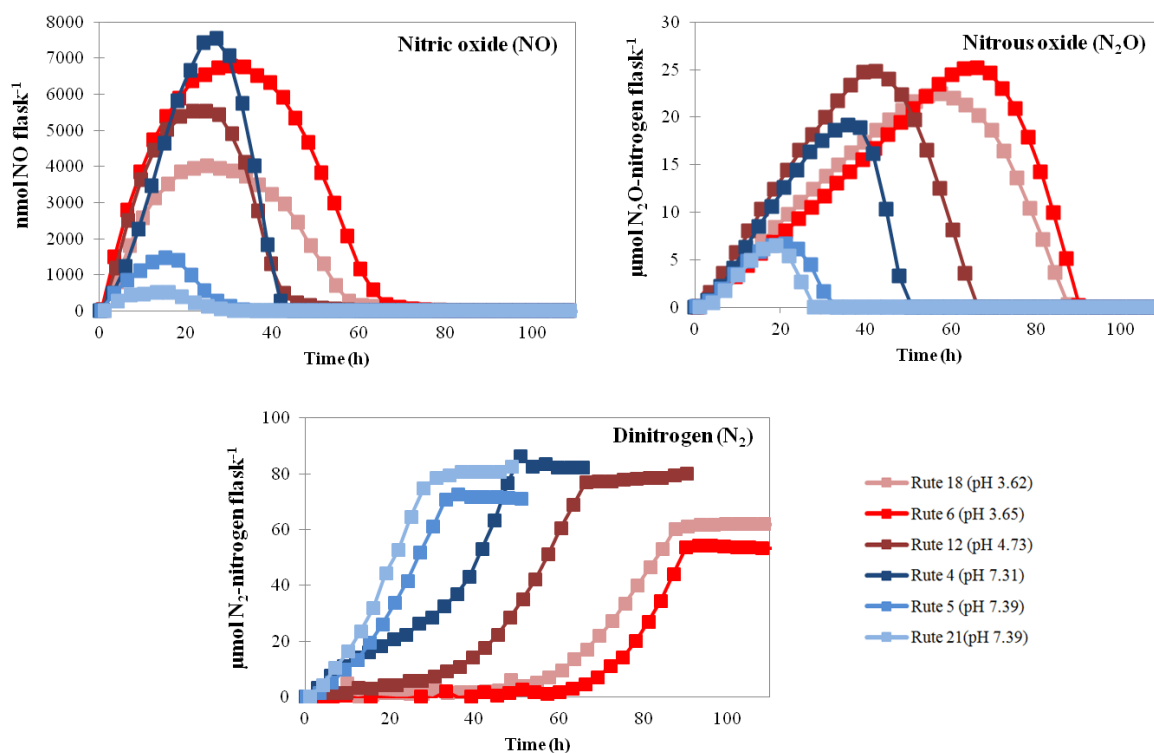 Nitric oxide (NO)
nmol NO flask⁻¹
8000
7000
6000
5000
4000
3000
2000
1000
0
0 20 40 60 80 100
Time (h)
Nitrous oxide (N₂O)
µmol N₂O-nitrogen flask⁻¹
30
25
20
15
10
5
0
0 20 40 60 80 100
Time (h)
Dinitrogen (N₂)
µmol N₂-nitrogen flask⁻¹
100
80
60
40
20
0
0 20 40 60 80 100
Time (h)
Rute 18 (pH 3.62)
Rute 6 (pH 3.65)
Rute 12 (pH 4.73)
Rute 4 (pH 7.31)
Rute 5 (pH 7.39)
Rute 21(pH 7.39)